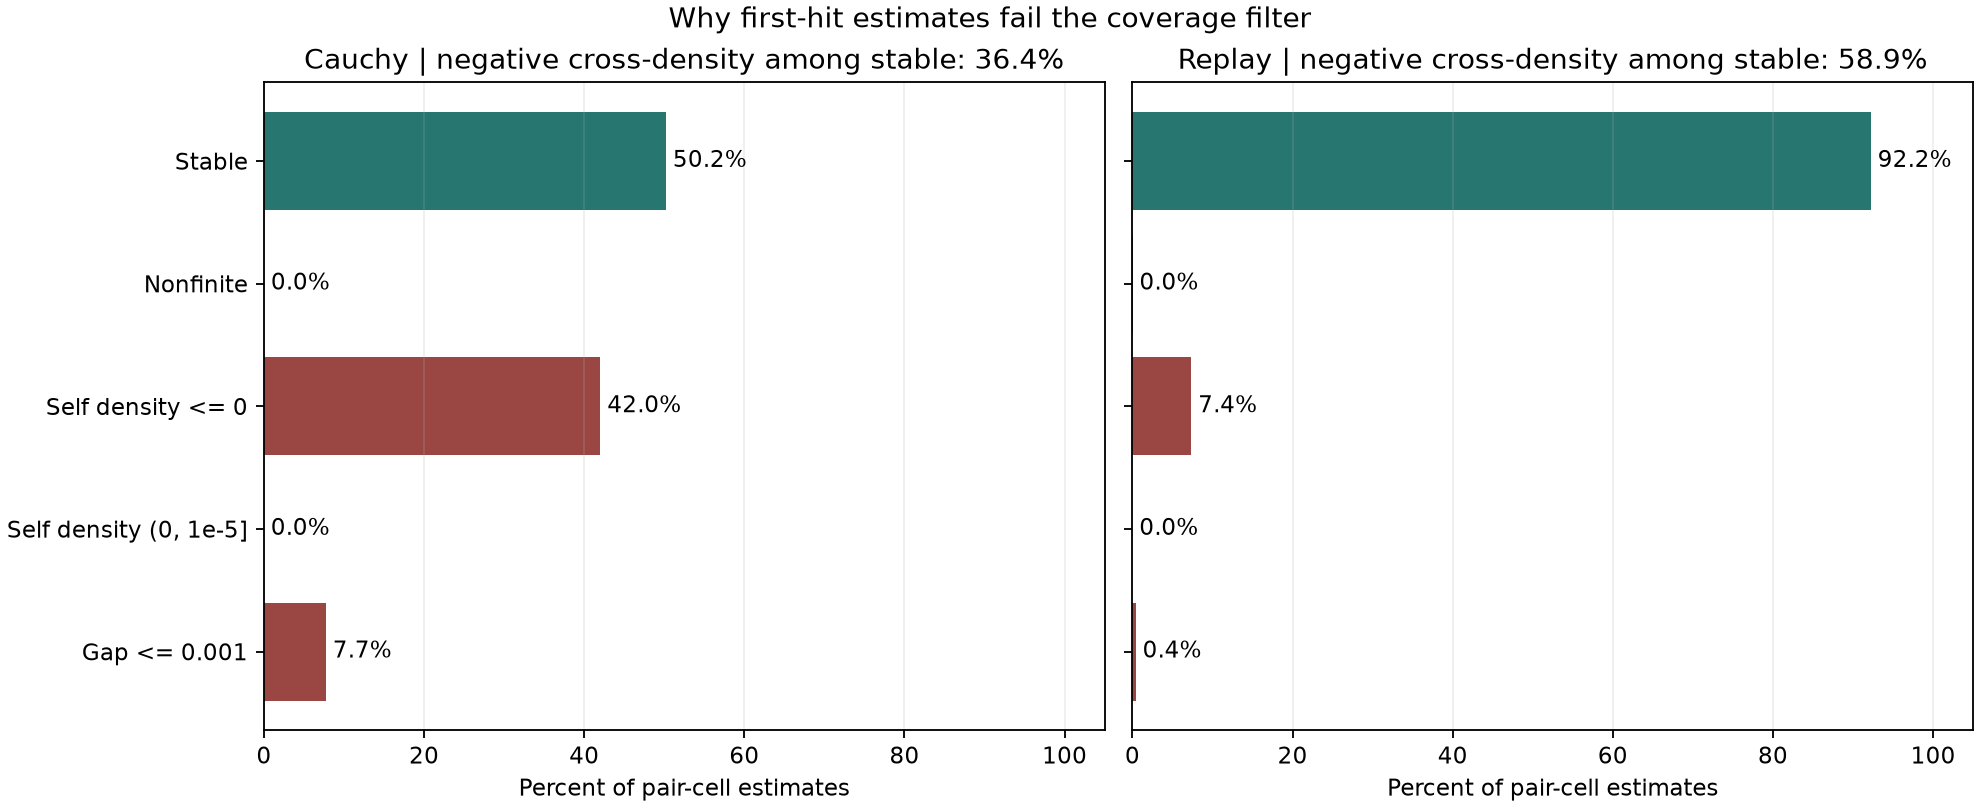 Why first-hit estimates fail the coverage filter
Cauchy | negative cross-density among stable: 36.4%
Replay | negative cross-density among stable: 58.9%
Stable
50.2%
92.2%
Nonfinite
0.0%
0.0%
Self density <= 0
42.0%
7.4%
Self density (0, 1e-5]
0.0%
0.0%
Gap <= 0.001
7.7%
0.4%
0 20 40 60 80 100
0 20 40 60 80 100
Percent of pair-cell estimates
Percent of pair-cell estimates